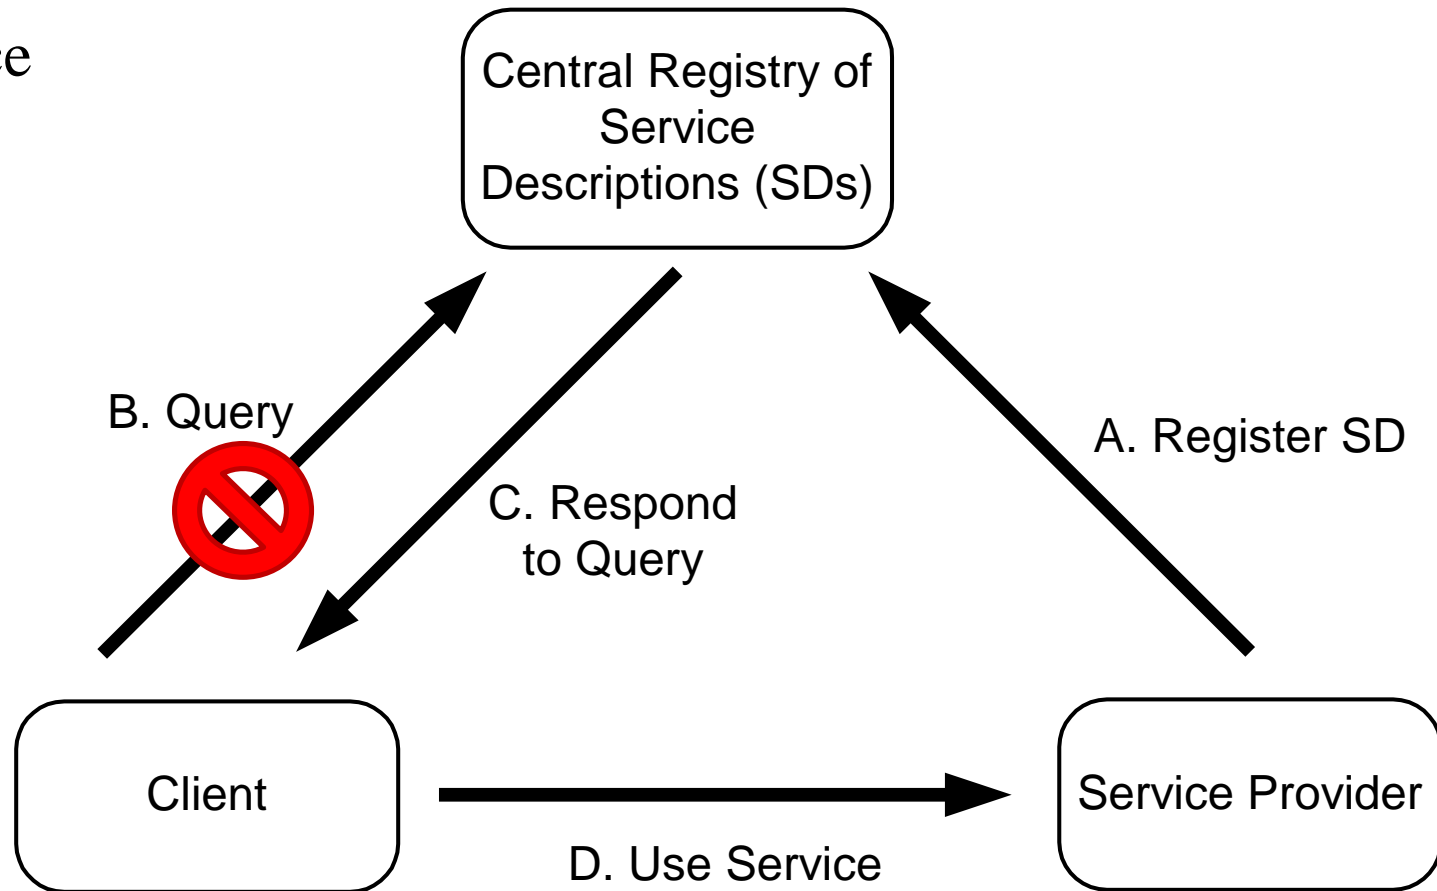 Central Registry of
Service
Descriptions (SDs)
B. Query
A. Register SD
C. Respond
to Query
Client
Service Provider
D. Use Service